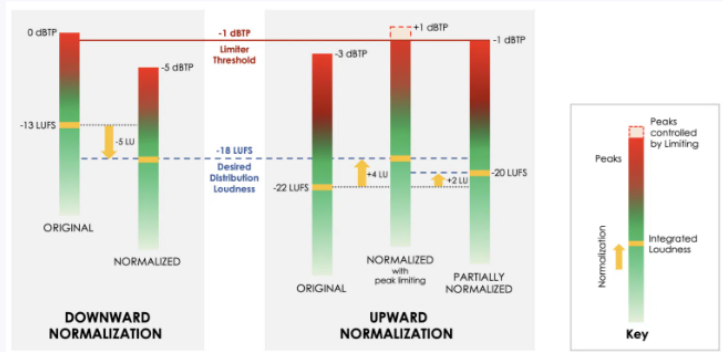 0 dBTP
-5 dBTP
-13 LUFS
-5 LU
ORIGINAL
NORMALIZED
DOWNWARD
NORMALIZATION
-1 dBTP
Limiter
Threshold
-18 LUFS
Desired
Distribution
Loudness
+1 dBTP
-3 dBTP
-1 dBTP
-22 LUFS
+4 LU
+2 LU
-20 LUFS
ORIGINAL
NORMALIZED
with
peak limiting
PARTIALLY
NORMALIZED
UPWARD
NORMALIZATION
Peaks
controlled
by Limiting
Peaks
Integrated
Loudness
Normalization
Key